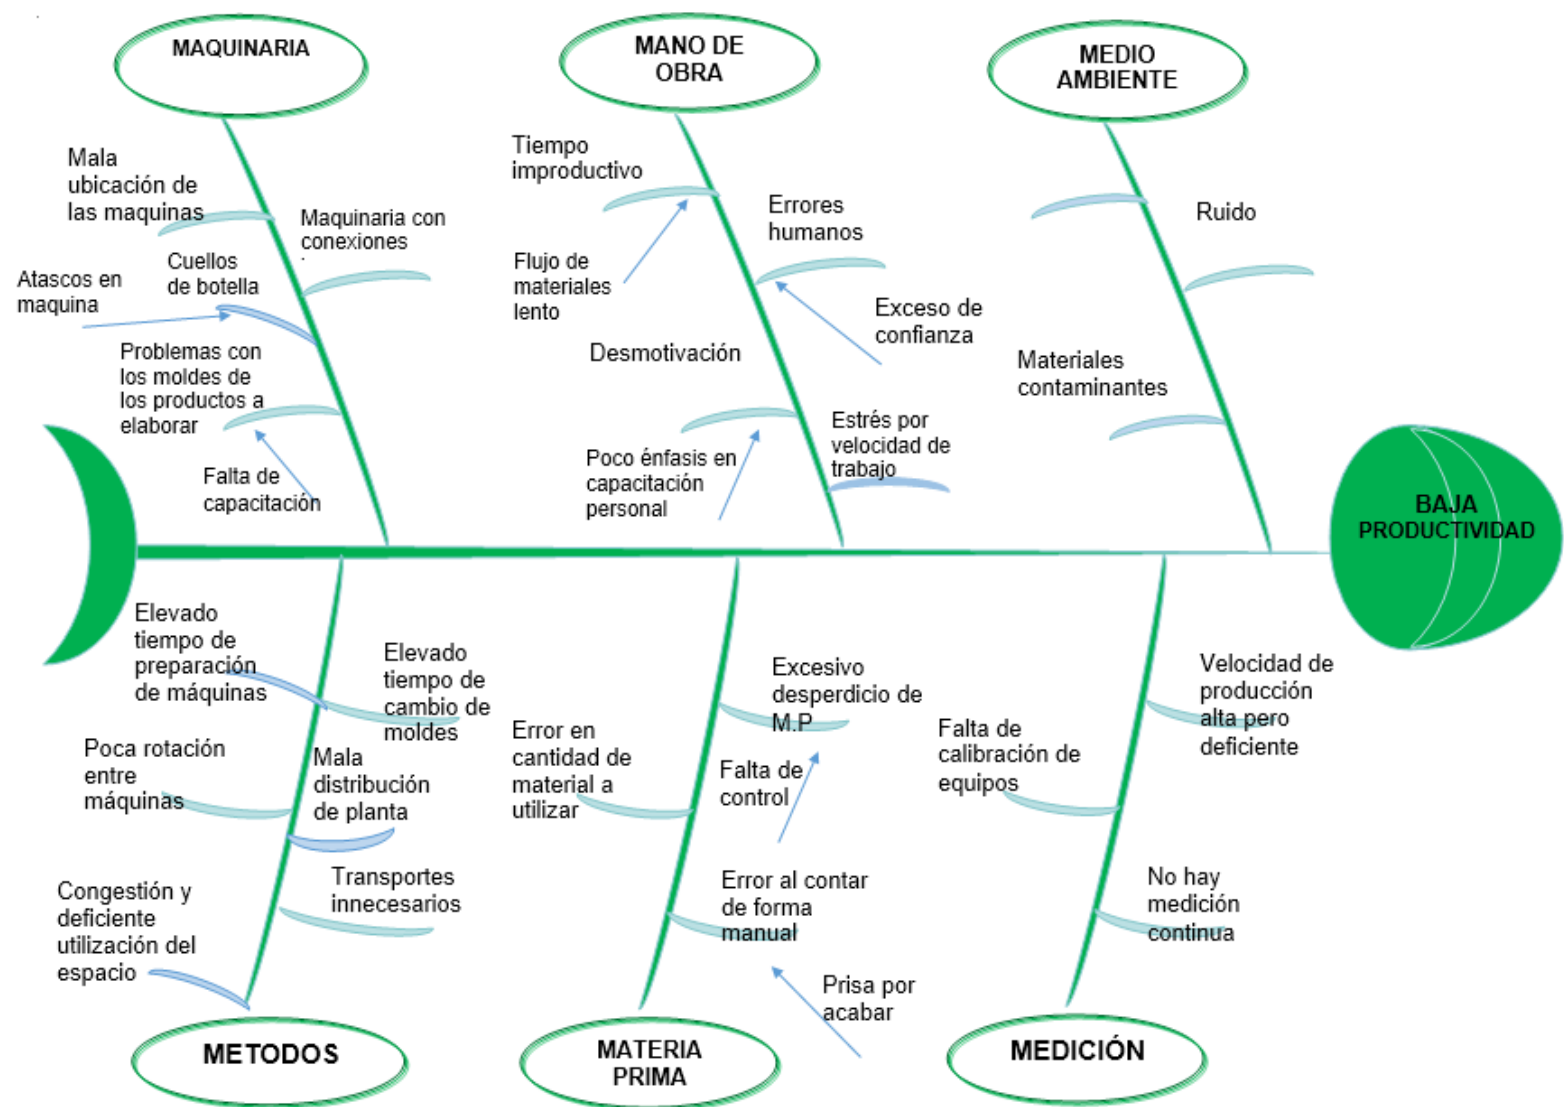 MAQUINARIA
MANO DE
OBRA
MEDIO
AMBIENTE
Mala
ubicación de
las maquinas
Maquinaria con
conexiones
.
Cuellos
de botella
Atascos en
maquina
Problemas con
los moldes de
los productos a
elaborar
Falta de
capacitación
Tiempo
improductivo
Errores
humanos
Flujo de
materiales
lento
Exceso de
confianza
Desmotivación
Estrés por
velocidad de
trabajo
Poco énfasis en
capacitación
personal
Ruido
Materiales
contaminantes
BAJA
PRODUCTIVIDAD
Elevado
tiempo de
preparación
de máquinas
Elevado
tiempo de
cambio de
moldes
Poca rotación
entre
máquinas
Mala
distribución
de planta
Congestión y
deficiente
utilización del
espacio
Transportes
innecesarios
Excesivo
desperdicio de
M.P
Error en
cantidad de
material a
utilizar
Falta de
control
Error al contar
de forma
manual
Prisa por
acabar
Velocidad de
producción
alta pero
deficiente
Falta de
calibración de
equipos
No hay
medición
continua
METODOS
MATERIA
PRIMA
MEDICIÓN